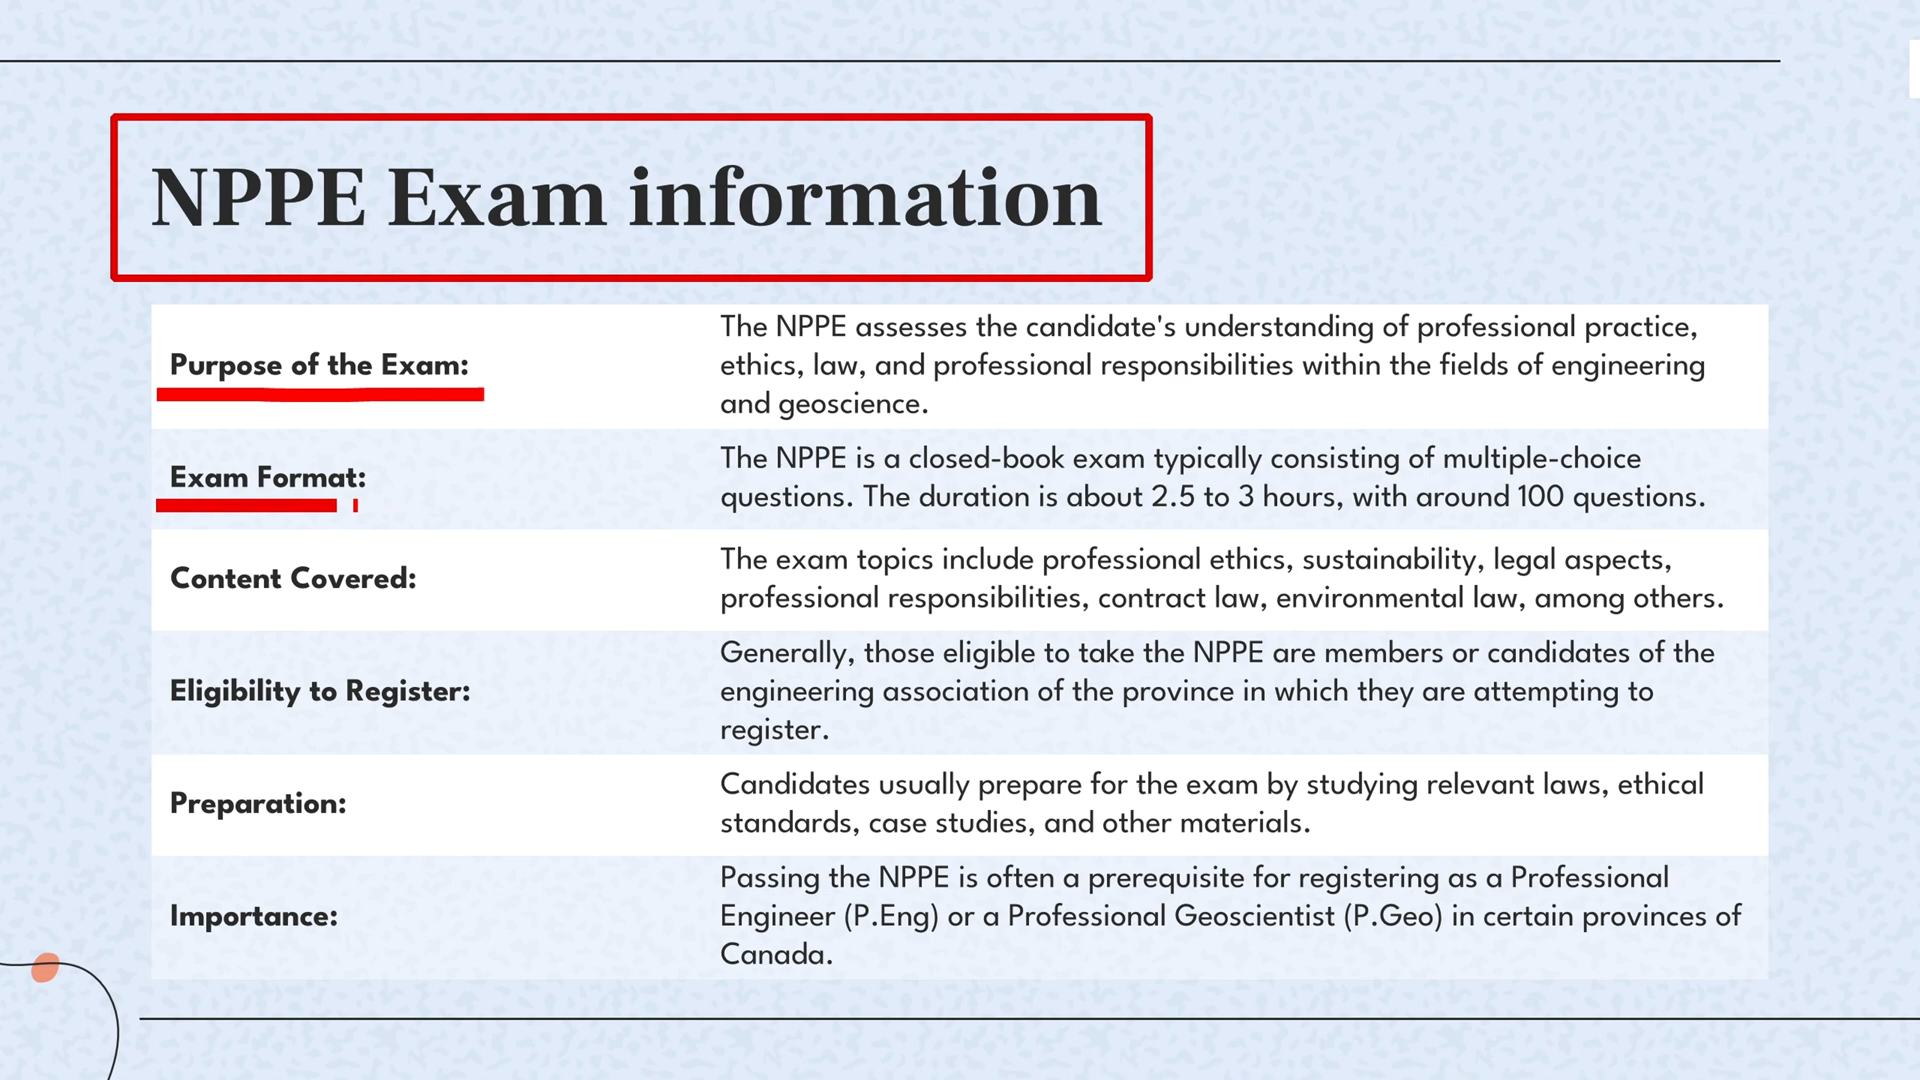 NPPE Exam information
Purpose of the Exam:
The NPPE assesses the candidate's understanding of professional practice,
ethics, law, and professional responsibilities within the fields of engineering
and geoscience.
Exam Format:
The NPPE is a closed-book exam typically consisting of multiple-choice
questions. The duration is about 2.5 to 3 hours, with around 100 questions.
Content Covered:
The exam topics include professional ethics, sustainability, legal aspects,
professional responsibilities, contract law, environmental law, among others.
Eligibility to Register:
Generally, those eligible to take the NPPE are members or candidates of the
engineering association of the province in which they are attempting to
register.
Preparation:
Candidates usually prepare for the exam by studying relevant laws, ethical
standards, case studies, and other materials.
Importance:
Passing the NPPE is often a prerequisite for registering as a Professional
Engineer (P.Eng) or a Professional Geoscientist (P.Geo) in certain provinces of
Canada.